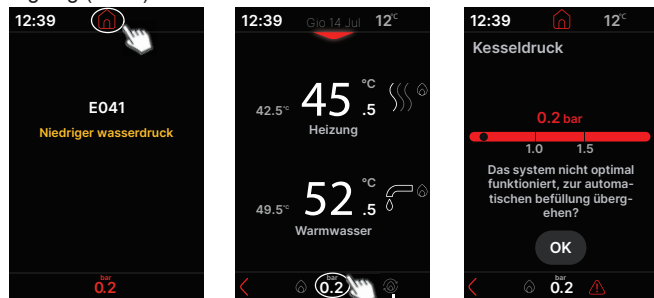 12:39
E041
Niedriger wasserdruck
bar
0.2
12:39 Gio 14 Jul 12°C
42.5°C 45.5 °C
Heizung
49.5°C 52.5 °C
Warmwasser
bar
0.2
12:39 12°C
Kesseldruck
0.2 bar
1.0 1.5
Das system nicht optimal
funktioniert, zur automa-
tischen befüllung überg-
ehen?
OK
bar
0.2